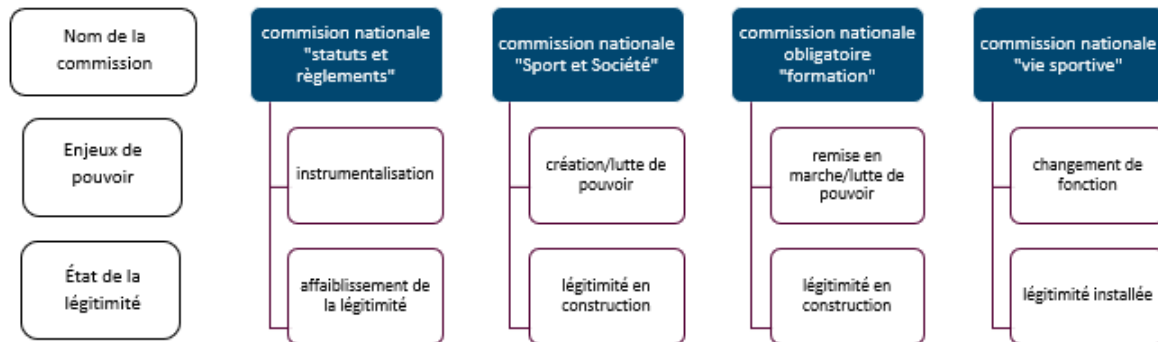 Nom de la
commission
commision nationale
"statuts et
règlements"
commission nationale
"Sport et Société"
commission nationale
obligatoire
"formation"
commission nationale
"vie sportive"
Enjeux de
pouvoir
instrumentalisation
création/lutte de
pouvoir
remise en
marche/lutte de
pouvoir
changement de
fonction
État de la
légitimité
affaiblissement de
la légitimité
légitimité en
construction
légitimité en
construction
légitimité installée